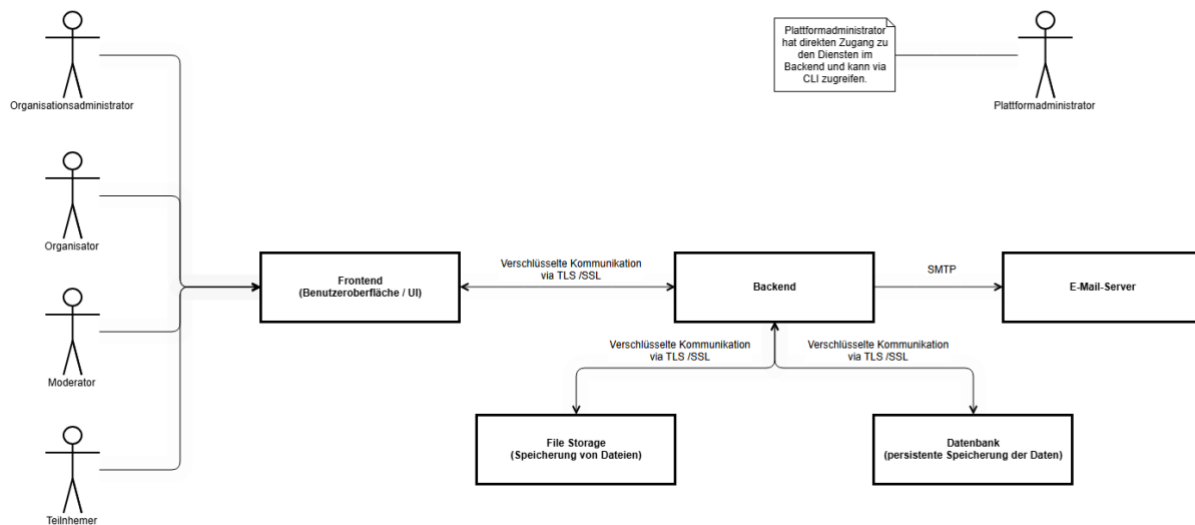 Plattformadministrator
hat direkten Zugang zu
den Diensten im
Backend und kann via
CLI zugreifen.
Organisationsadministrator
Plattformadministrator
Organisator
Verschlüsselte Kommunikation
via TLS /SSL
SMTP
Frontend
(Benutzeroberfläche / UI)
Backend
E-Mail-Server
Verschlüsselte Kommunikation
via TLS /SSL
Verschlüsselte Kommunikation
via TLS /SSL
Moderator
File Storage
(Speicherung von Dateien)
Datenbank
(persistente Speicherung der Daten)
Teilnhemer